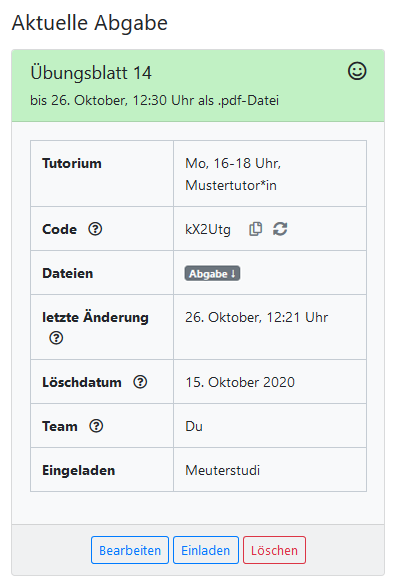 Aktuelle Abgabe
Übungsblatt 14
bis 26. Oktober, 12:30 Uhr als .pdf-Datei
Tutorium Mo, 16-18 Uhr,
Mustertutor*in
Code kX2Utg
Dateien Abgabe ↓
letzte Änderung 26. Oktober, 12:21 Uhr
Löschdatum 15. Oktober 2020
Team Du
Eingeladen Meuterstudi
Bearbeiten Einladen Löschen